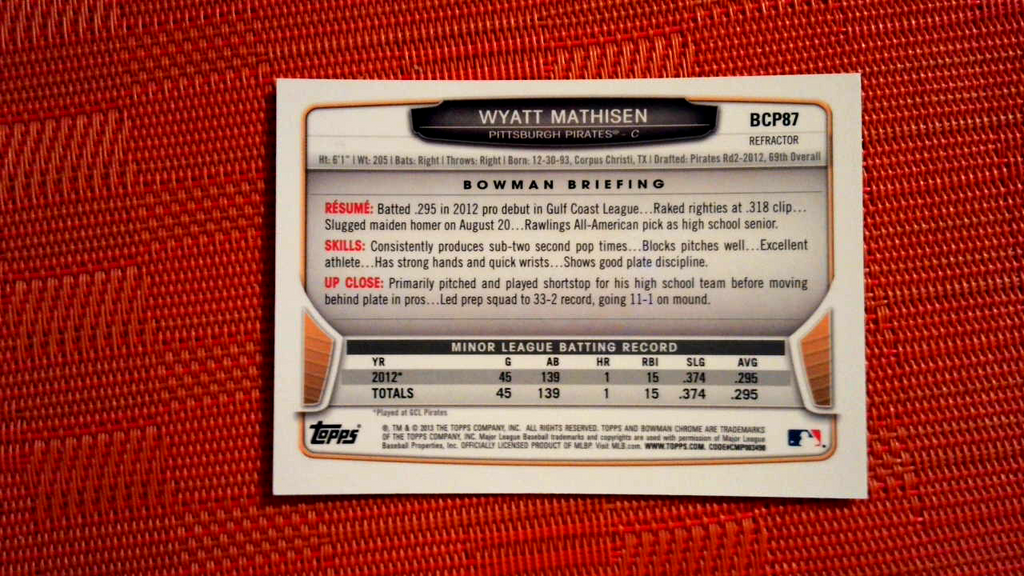 WYATT MATHISEN
PITTSBURGH PIRATES® - C
BCP87
REFRACTOR
Ht: 6'1" | Wt: 205 | Bats: Right | Throws: Right | Born: 12-30-93, Corpus Christi, TX | Drafted: Pirates Rd2-2012, 69th Overall
BOWMAN BRIEFING
RÉSUMÉ: Batted .295 in 2012 pro debut in Gulf Coast League...Raked righties at .318 clip...
Slugged maiden homer on August 20...Rawlings All-American pick as high school senior.
SKILLS: Consistently produces sub-two second pop times...Blocks pitches well...Excellent
athlete...Has strong hands and quick wrists...Shows good plate discipline.
UP CLOSE: Primarily pitched and played shortstop for his high school team before moving
behind plate in pros...Led prep squad to 33-2 record, going 11-1 on mound.
MINOR LEAGUE BATTING RECORD
YR G AB HR RBI SLG AVG
2012* 45 139 1 15 .374 .295
TOTALS 45 139 1 15 .374 .295
*Played at GCL Pirates
Topps
®, TM & © 2013 THE TOPPS COMPANY, INC. ALL RIGHTS RESERVED. TOPPS AND BOWMAN CHROME ARE TRADEMARKS
OF THE TOPPS COMPANY, INC. Major League Baseball trademarks and copyrights are used with permission of Major League
Baseball Properties, Inc. OFFICIALLY LICENSED PRODUCT OF MLBP Visit MLB.com. WWW.TOPPS.COM.